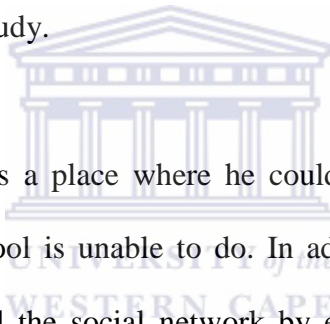 udy.
s a place where he could
ool is unable to do. In ad
UNIVERSITY of the
WESTERN CAPE
l the social network by e